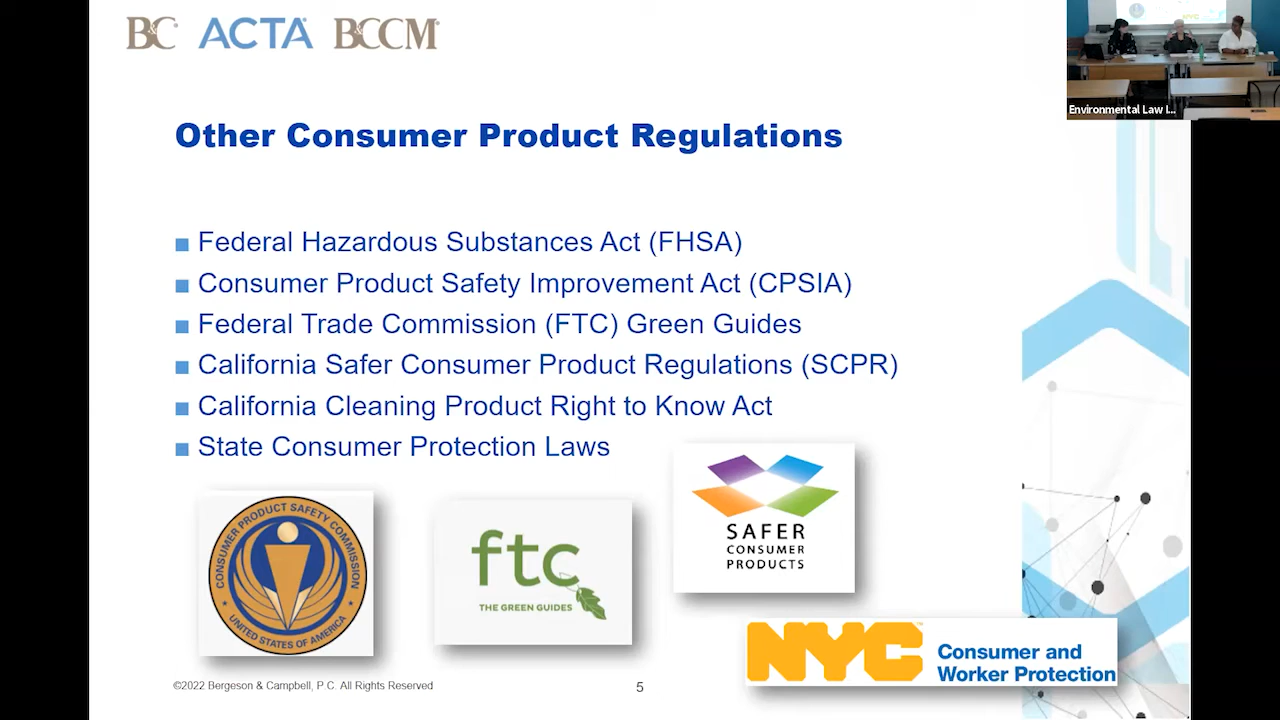 B&C® ACTA® BCCM®
Environmental Law I...
Other Consumer Product Regulations
Federal Hazardous Substances Act (FHSA)
Consumer Product Safety Improvement Act (CPSIA)
Federal Trade Commission (FTC) Green Guides
California Safer Consumer Product Regulations (SCPR)
California Cleaning Product Right to Know Act
State Consumer Protection Laws
CONSUMER PRODUCT SAFETY COMMISSION
UNITED STATES OF AMERICA
ftc
THE GREEN GUIDES
SAFER
CONSUMER
PRODUCTS
NYC
Consumer and
Worker Protection
©2022 Bergeson & Campbell, P.C. All Rights Reserved
5